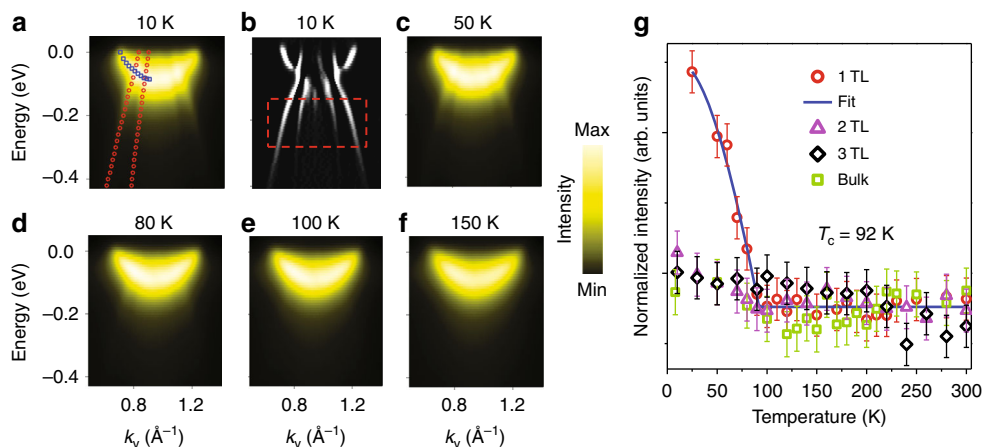 a
10 K
b
10 K
c
50 K
Energy (eV)
0.0
–0.2
–0.4
Max
Intensity
Min
d
80 K
e
100 K
f
150 K
Energy (eV)
0.0
–0.2
–0.4
0.8
1.2
0.8
1.2
0.8
1.2
k_y (Å⁻¹)
k_y (Å⁻¹)
k_y (Å⁻¹)
g
Normalized intensity (arb. units)
1 TL
Fit
2 TL
3 TL
Bulk
T_c = 92 K
0
50
100
150
200
250
300
Temperature (K)